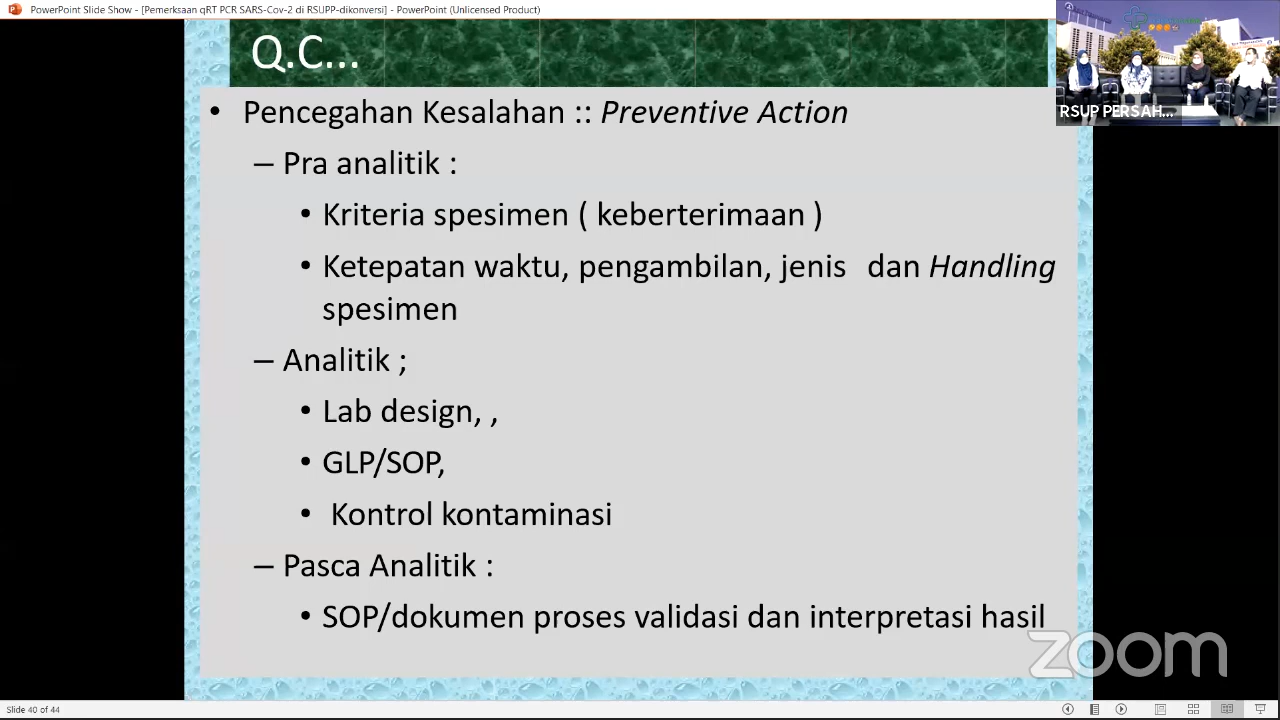 PowerPoint Slide Show - [Pemerksaan qRT PCR SARS-Cov-2 di RSUPP-dikonversi] - PowerPoint (Unlicensed Product)
Q.C...
• Pencegahan Kesalahan :: Preventive Action
– Pra analitik :
• Kriteria spesimen ( keberterimaan )
• Ketepatan waktu, pengambilan, jenis dan Handling
spesimen
– Analitik ;
• Lab design, ,
• GLP/SOP,
• Kontrol kontaminasi
– Pasca Analitik :
• SOP/dokumen proses validasi dan interpretasi hasil
RSUP PERSAH...
zoom
Slide 40 of 44